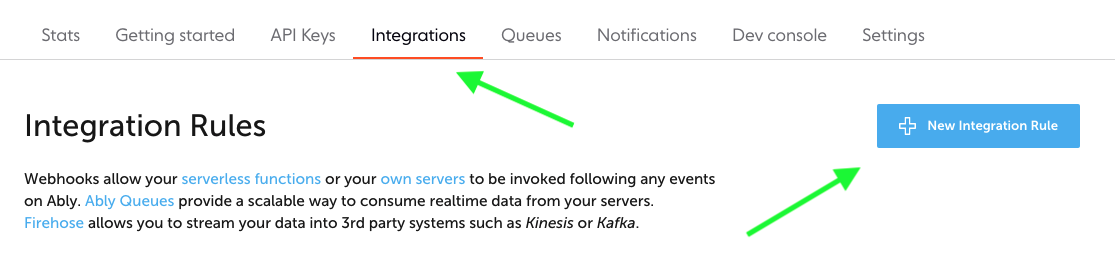 Stats Getting started API Keys Integrations Queues Notifications Dev console Settings
Integration Rules
New Integration Rule
Webhooks allow your serverless functions or your own servers to be invoked following any events
on Ably. Ably Queues provide a scalable way to consume realtime data from your servers.
Firehose allows you to stream your data into 3rd party systems such as Kinesis or Kafka.